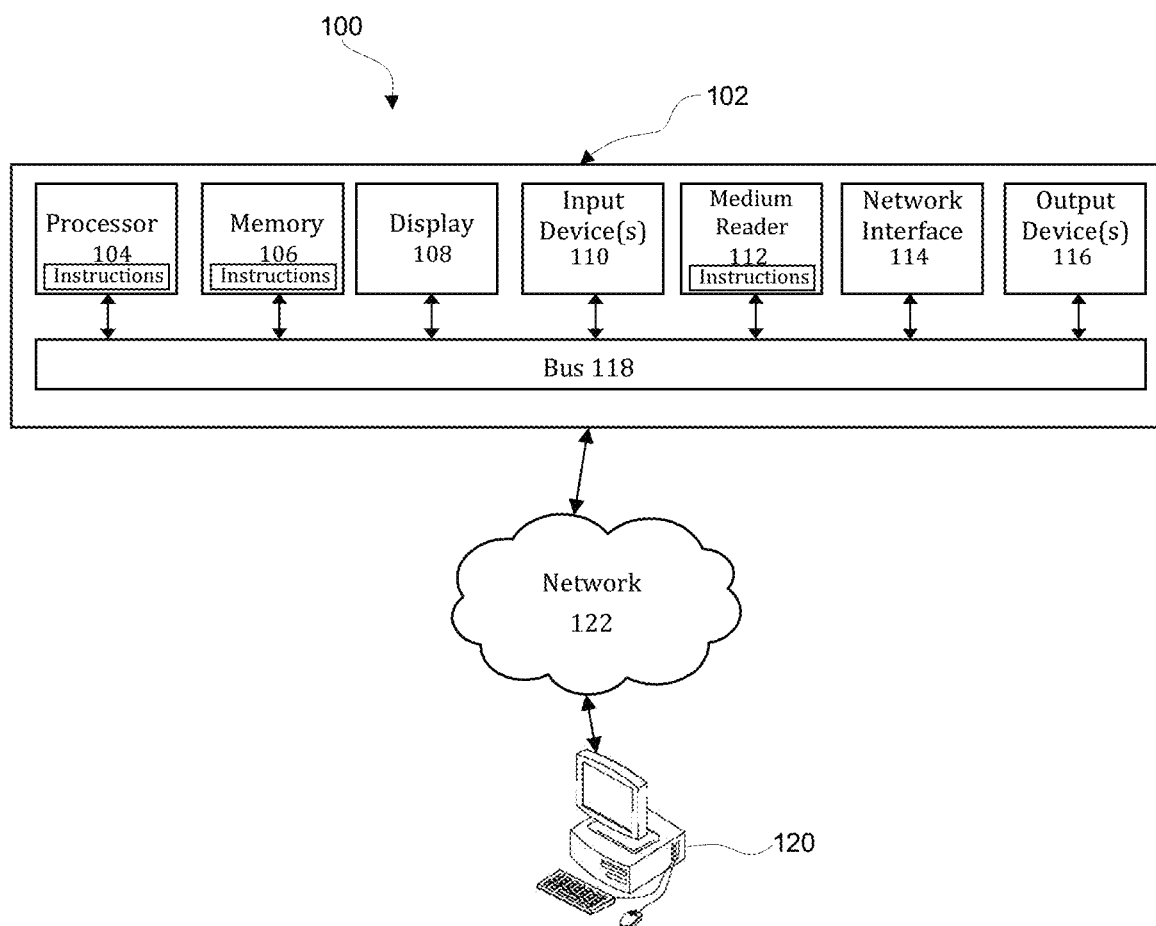 100
102
Processor
104
Instructions
Memory
106
Instructions
Display
108
Input
Device(s)
110
Medium
Reader
112
Instructions
Network
Interface
114
Output
Device(s)
116
Bus 118
Network
122
120